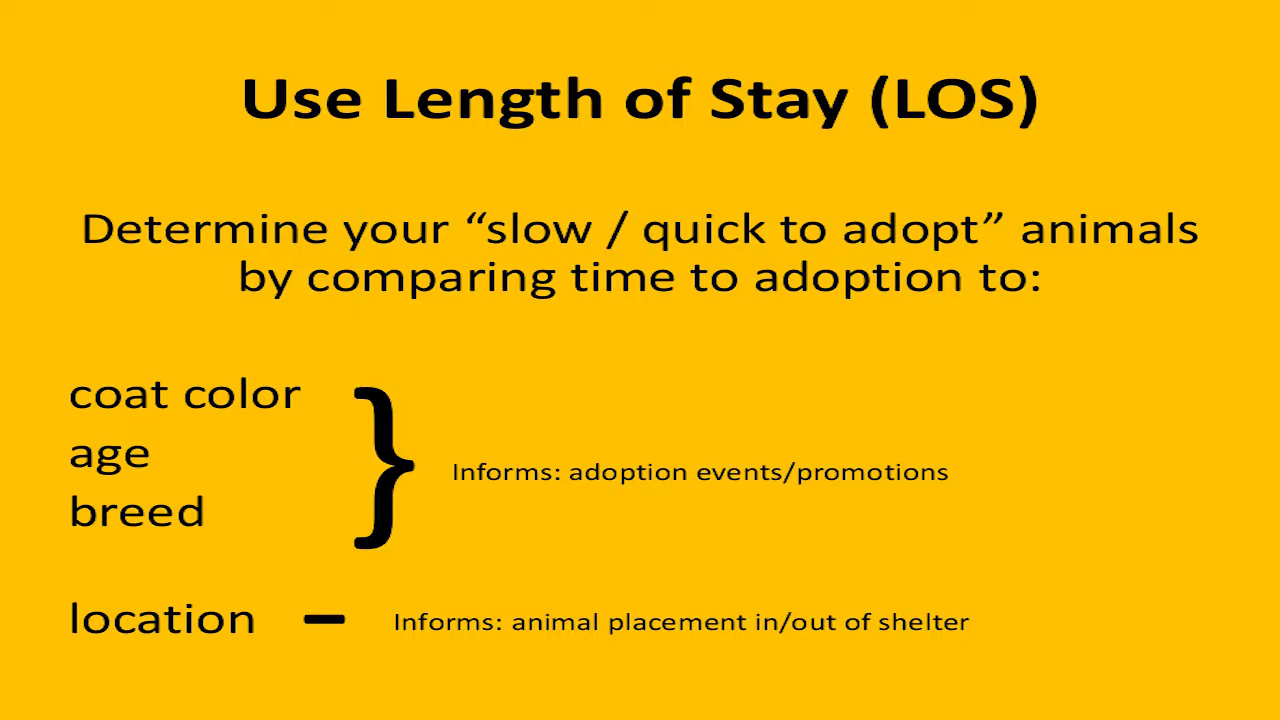 Use Length of Stay (LOS)
Determine your “slow / quick to adopt” animals
by comparing time to adoption to:
coat color
age
breed
} Informs: adoption events/promotions
location – Informs: animal placement in/out of shelter